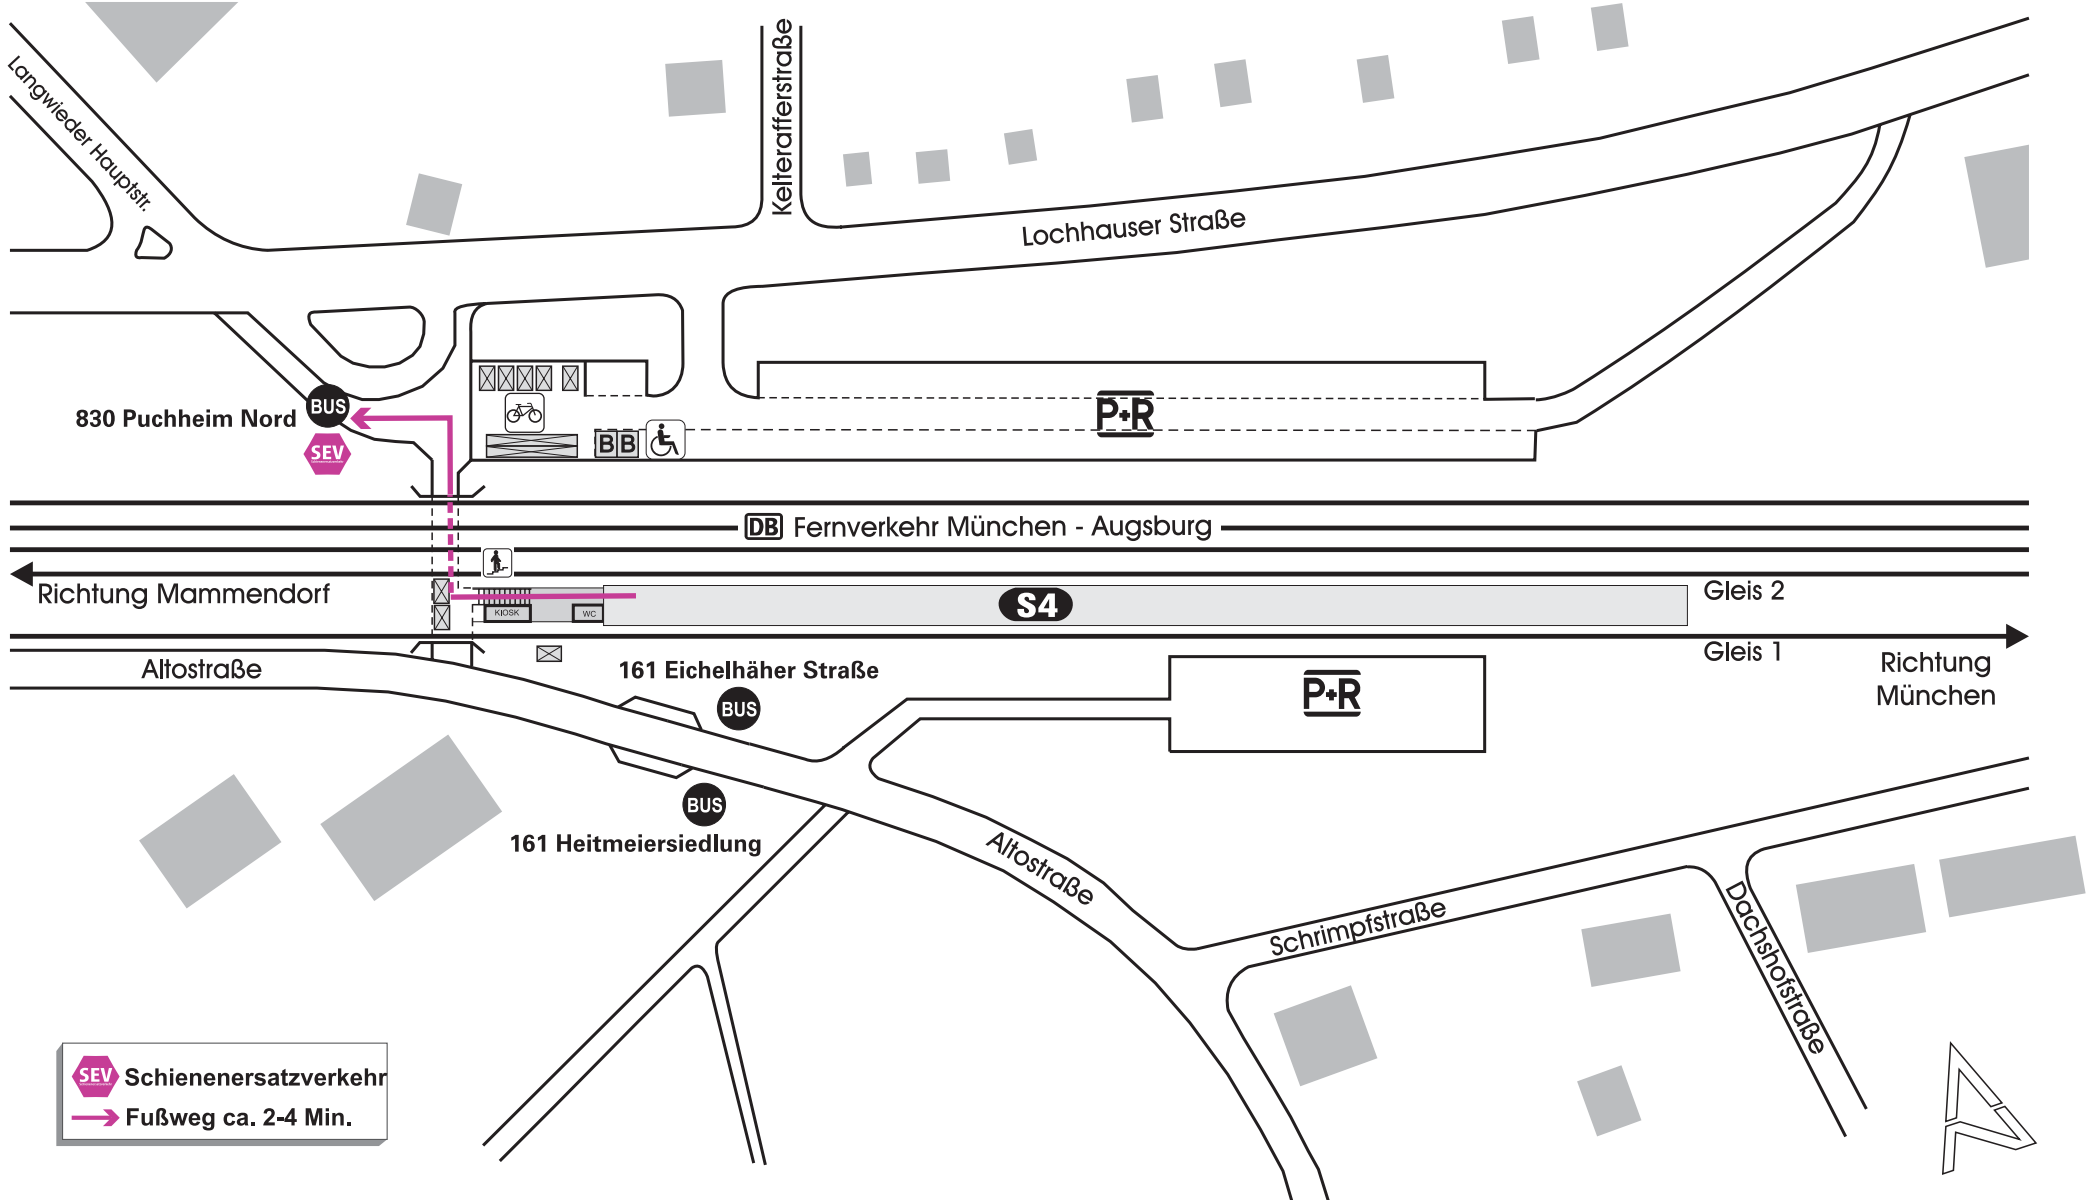 Langwieder Hauptstr.
Kelterafferstraße
Lochhauser Straße
830 Puchheim Nord
BUS
SEV
P+R
B B
DB Fernverkehr München - Augsburg
Richtung Mammendorf
KIOSK
WC
S4
Gleis 2
Gleis 1
Richtung
München
Altostraße
161 Eichelhäher Straße
BUS
P+R
BUS
161 Heitmeiersiedlung
Altostraße
Schrimpfstraße
Dachshofstraße
SEV Schienenersatzverkehr
Fußweg ca. 2-4 Min.